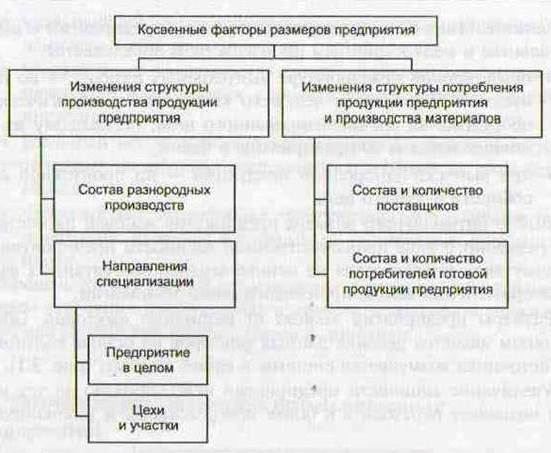 Косвенные факторы размеров предприятия
Изменения структуры
производства продукции
предприятия
Изменения структуры потребления
продукции предприятия
и производства материалов
Состав разнородных
производств
Направления
специализации
Предприятие
в целом
Цехи
и участки
Состав и количество
поставщиков
Состав и количество
потребителей готовой
продукции предприятия